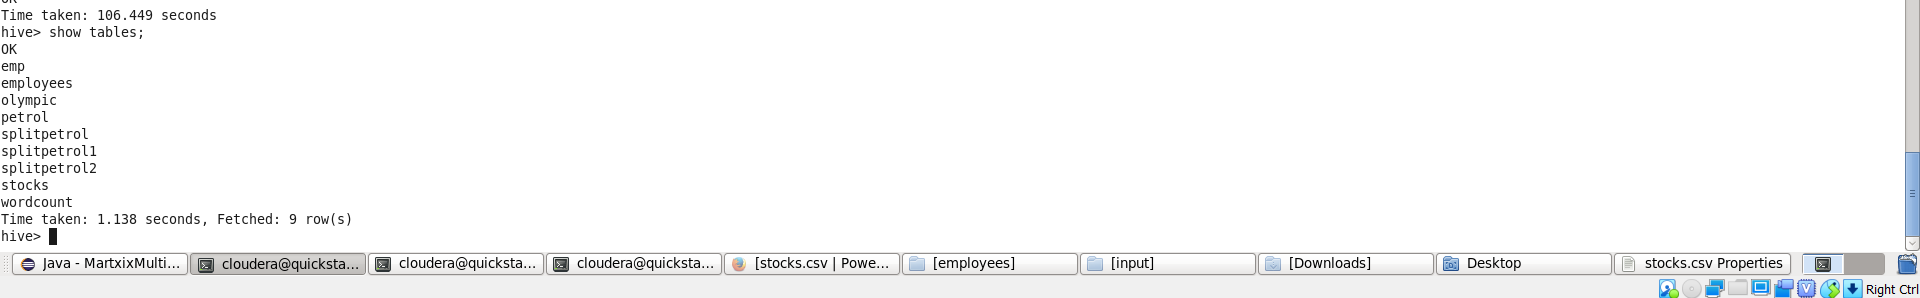 OK
Time taken: 106.449 seconds
hive> show tables;
OK
emp
employees
olympic
petrol
splitpetrol
splitpetrol1
splitpetrol2
stocks
wordcount
Time taken: 1.138 seconds, Fetched: 9 row(s)
hive>
Java - MartxixMulti... cloudera@quicksta... cloudera@quicksta... cloudera@quicksta... [stocks.csv | Powe... [employees] [input] [Downloads] Desktop stocks.csv Properties
Right Ctrl